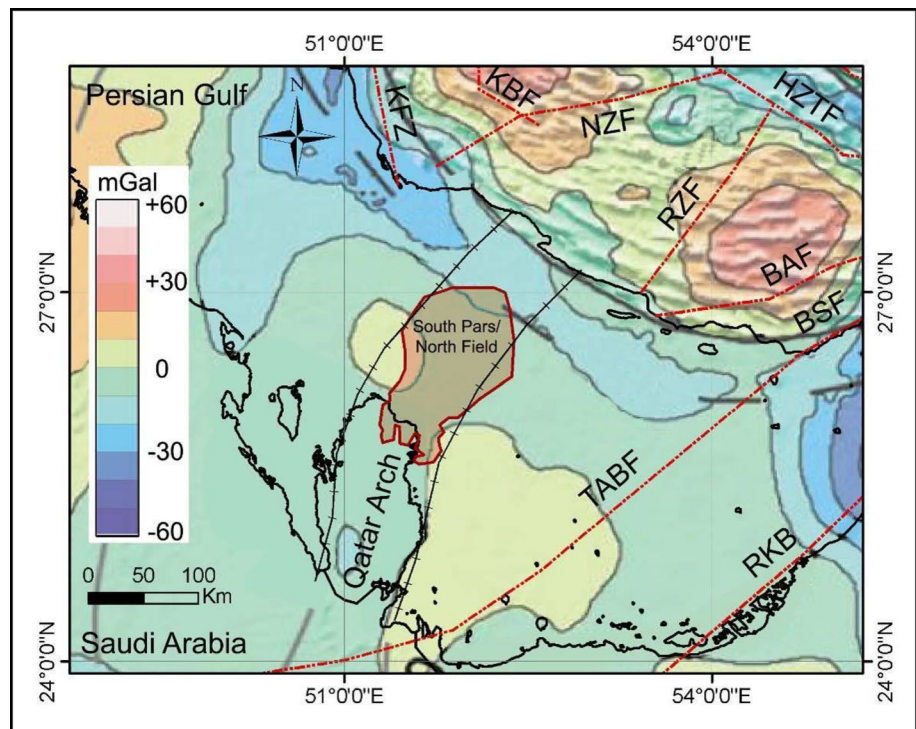 51°0'0"E
54°0'0"E
Persian Gulf
N
KFZ
KBF
NZF
HZTF
mGal
+60
+30
0
-30
-60
RZF
BAF
BSF
27°0'0"N
27°0'0"N
South Pars/
North Field
TABF
Qatar Arch
RKB
0
50
100
Km
Saudi Arabia
24°0'0"N
24°0'0"N
51°0'0"E
54°0'0"E